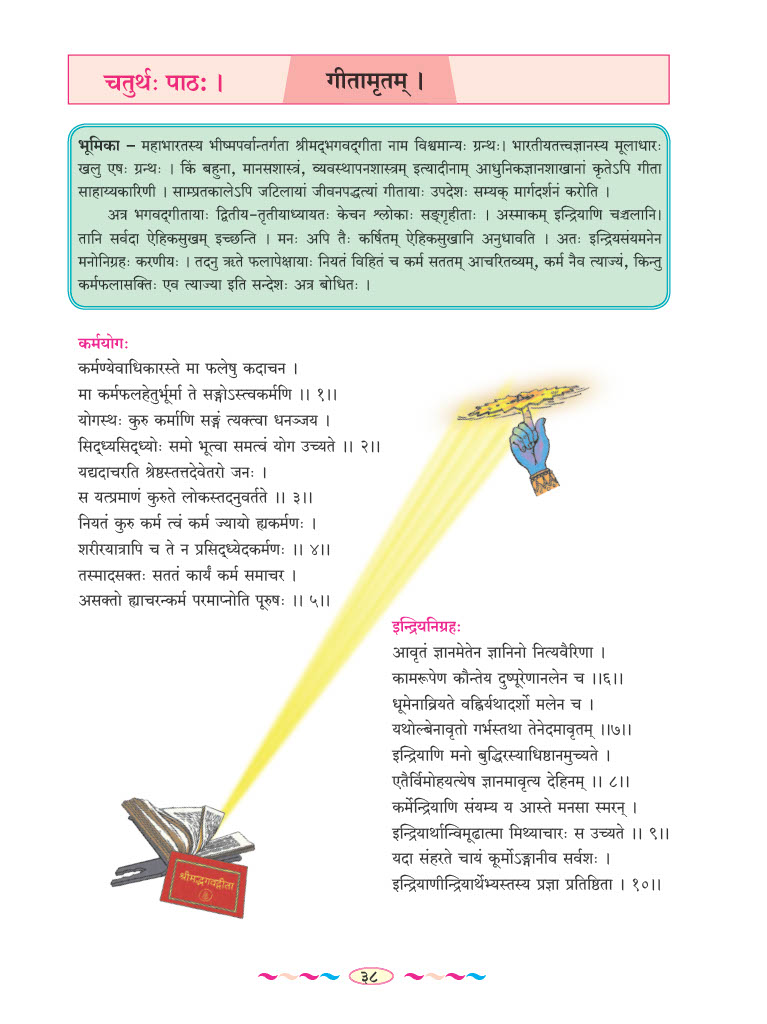 चतुर्थः पाठः ।
गीतामृतम् ।
भूमिका – महाभारतस्य भीष्मपर्वान्तर्गता श्रीमद्भगवद्गीता नाम विश्वमान्यः ग्रन्थः। भारतीयतत्त्वज्ञानस्य मूलाधारः
खलु एषः ग्रन्थः । किं बहुना, मानसशास्त्रं, व्यवस्थापनशास्त्रम् इत्यादीनाम् आधुनिकज्ञानशाखानां कृतेऽपि गीता
साहाय्यकारिणी । साम्प्रतकालेऽपि जटिलायां जीवनपद्धत्यां गीतायाः उपदेशः सम्यक् मार्गदर्शनं करोति ।
अत्र भगवद्गीतायाः द्वितीय-तृतीयाध्यायतः केचन श्लोकाः सङ्गृहीताः । अस्माकम् इन्द्रियाणि चञ्चलानि।
तानि सर्वदा ऐहिकसुखम् इच्छन्ति । मनः अपि तैः कर्षितम् ऐहिकसुखानि अनुधावति । अतः इन्द्रियसंयमनेन
मनोनिग्रहः करणीयः । तदनु ऋते फलापेक्षायाः नियतं विहितं च कर्म सततम् आचरितव्यम्, कर्म नैव त्याज्यं, किन्तु
कर्मफलासक्तिः एव त्याज्या इति सन्देशः अत्र बोधितः ।
कर्मयोगः
कर्मण्येवाधिकारस्ते मा फलेषु कदाचन ।
मा कर्मफलहेतुर्भूर्मा ते सङ्गोऽस्त्वकर्मणि ।। १।।
योगस्थः कुरु कर्माणि सङ्गं त्यक्त्वा धनञ्जय ।
सिद्ध्यसिद्ध्योः समो भूत्वा समत्वं योग उच्यते ।। २।।
यद्यदाचरति श्रेष्ठस्तत्तदेवेतरो जनः ।
स यत्प्रमाणं कुरुते लोकस्तदनुवर्तते ।। ३।।
नियतं कुरु कर्म त्वं कर्म ज्यायो ह्यकर्मणः ।
शरीरयात्रापि च ते न प्रसिद्ध्येदकर्मणः ।। ४।।
तस्मादसक्तः सततं कार्यं कर्म समाचर ।
असक्तो ह्याचरन्कर्म परमाप्नोति पूरुषः ।। ५।।
इन्द्रियनिग्रहः
आवृतं ज्ञानमेतेन ज्ञानिनो नित्यवैरिणा ।
कामरूपेण कौन्तेय दुष्पूरेणानलेन च ।।६।।
धूमेनाव्रियते वह्निर्यथादर्शो मलेन च ।
यथोल्बेनावृतो गर्भस्तथा तेनेदमावृतम् ।।७।।
इन्द्रियाणि मनो बुद्धिरस्याधिष्ठानमुच्यते ।
एतैर्विमोहयत्येष ज्ञानमावृत्य देहिनम् ।। ८।।
कर्मेन्द्रियाणि संयम्य य आस्ते मनसा स्मरन् ।
इन्द्रियार्थान्विमूढात्मा मिथ्याचारः स उच्यते ।। ९।।
यदा संहरते चायं कूर्मोऽङ्गानीव सर्वशः ।
इन्द्रियाणीन्द्रियार्थेभ्यस्तस्य प्रज्ञा प्रतिष्ठिता । १०।।
श्रीमद्भगवद्गीता
३८